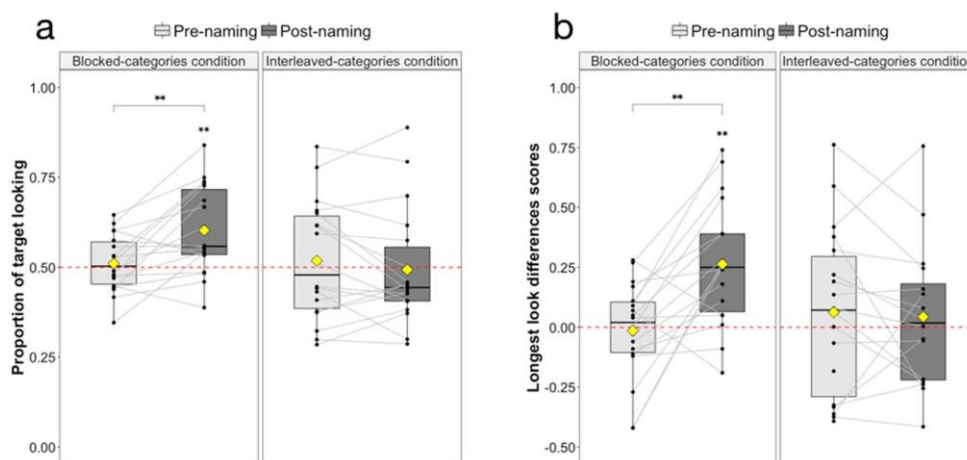 a
Pre-naming Post-naming
Blocked-categories condition
Interleaved-categories condition
Proportion of target looking
1.00
0.75
0.50
0.25
0.00
**
**
b
Pre-naming Post-naming
Blocked-categories condition
Interleaved-categories condition
Longest look differences scores
1.00
0.75
0.50
0.25
0.00
-0.25
-0.50
**
**